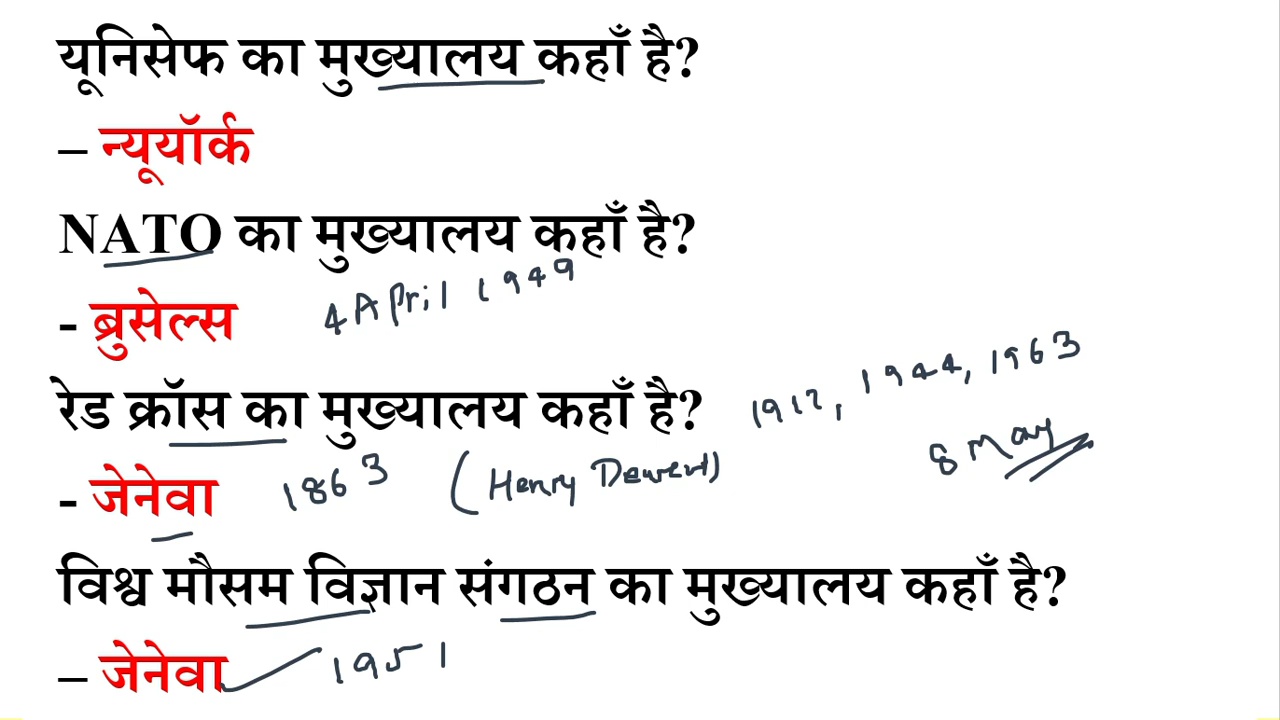 यूनिसेफ का मुख्यालय कहाँ है?
– न्यूयॉर्क
NATO का मुख्यालय कहाँ है?
- ब्रुसेल्स 4 April 1949
रेड क्रॉस का मुख्यालय कहाँ है? 1917, 1944, 1963
- जेनेवा 1863 (Henry 8 May
विश्व मौसम विज्ञान संगठन का मुख्यालय कहाँ है?
– जेनेवा 1951